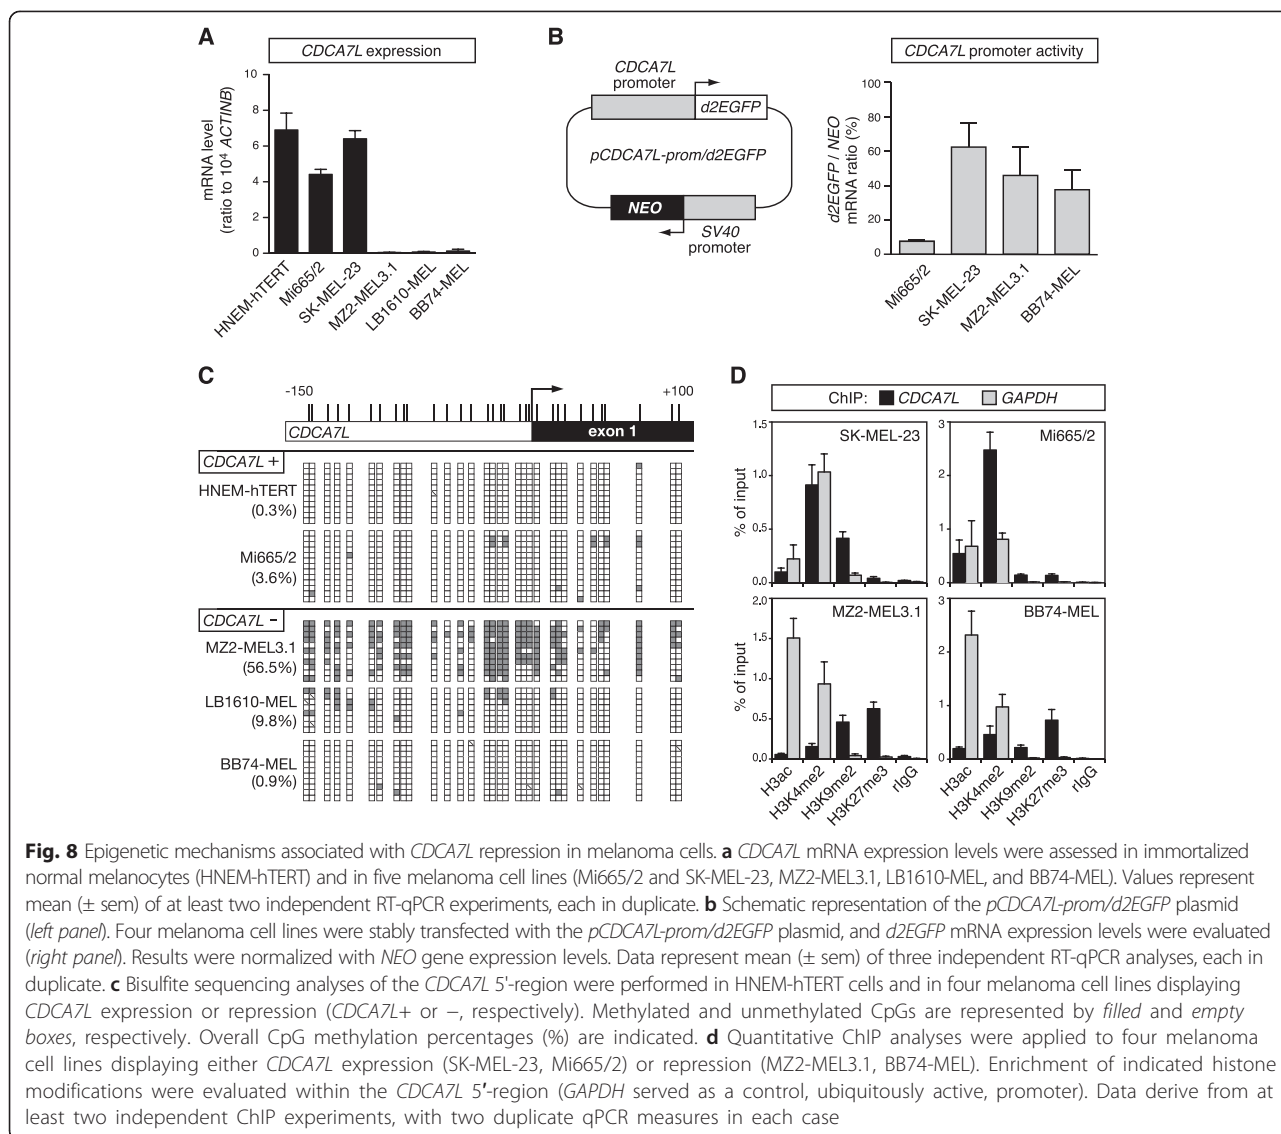 A
CDCA7L expression
mRNA level
(ratio to 10⁴ ACTINB)
10
8
6
4
2
0
HNEM-hTERT
Mi665/2
SK-MEL-23
MZ2-MEL3.1
LB1610-MEL
BB74-MEL
B
CDCA7L
promoter
d2EGFP
pCDCA7L-prom/d2EGFP
NEO
SV40
promoter
CDCA7L promoter activity
d2EGFP / NEO
mRNA ratio (%)
100
80
60
40
20
0
Mi665/2
SK-MEL-23
MZ2-MEL3.1
BB74-MEL
C
-150
+100
CDCA7L
exon 1
CDCA7L +
HNEM-hTERT
(0.3%)
Mi665/2
(3.6%)
CDCA7L −
MZ2-MEL3.1
(56.5%)
LB1610-MEL
(9.8%)
BB74-MEL
(0.9%)
D
ChIP: CDCA7L GAPDH
SK-MEL-23
% of input
1.5
1.0
0.5
0.0
Mi665/2
3
2
1
0
MZ2-MEL3.1
% of input
2.0
1.5
1.0
0.5
0.0
H3ac
H3K4me2
H3K9me2
H3K27me3
rIgG
BB74-MEL
3
2
1
0
H3ac
H3K4me2
H3K9me2
H3K27me3
rIgG
Fig. 8 Epigenetic mechanisms associated with CDCA7L repression in melanoma cells. a CDCA7L mRNA expression levels were assessed in immortalized
normal melanocytes (HNEM-hTERT) and in five melanoma cell lines (Mi665/2 and SK-MEL-23, MZ2-MEL3.1, LB1610-MEL, and BB74-MEL). Values represent
mean (± sem) of at least two independent RT-qPCR experiments, each in duplicate. b Schematic representation of the pCDCA7L-prom/d2EGFP plasmid
(left panel). Four melanoma cell lines were stably transfected with the pCDCA7L-prom/d2EGFP plasmid, and d2EGFP mRNA expression levels were evaluated
(right panel). Results were normalized with NEO gene expression levels. Data represent mean (± sem) of three independent RT-qPCR analyses, each in
duplicate. c Bisulfite sequencing analyses of the CDCA7L 5'-region were performed in HNEM-hTERT cells and in four melanoma cell lines displaying
CDCA7L expression or repression (CDCA7L+ or −, respectively). Methylated and unmethylated CpGs are represented by filled and empty
boxes, respectively. Overall CpG methylation percentages (%) are indicated. d Quantitative ChIP analyses were applied to four melanoma
cell lines displaying either CDCA7L expression (SK-MEL-23, Mi665/2) or repression (MZ2-MEL3.1, BB74-MEL). Enrichment of indicated histone
modifications were evaluated within the CDCA7L 5′-region (GAPDH served as a control, ubiquitously active, promoter). Data derive from at
least two independent ChIP experiments, with two duplicate qPCR measures in each case